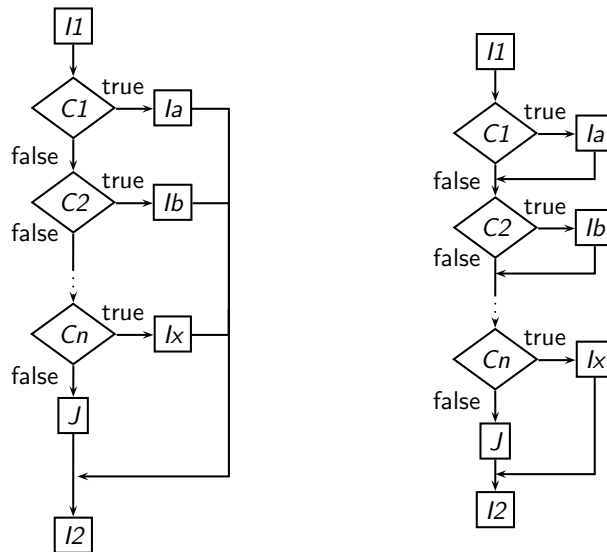 I1
true
C1
Ia
false
true
C2
Ib
false
true
Cn
Ix
false
J
I2
I1
true
C1
Ia
false
true
C2
Ib
false
true
Cn
Ix
false
J
I2